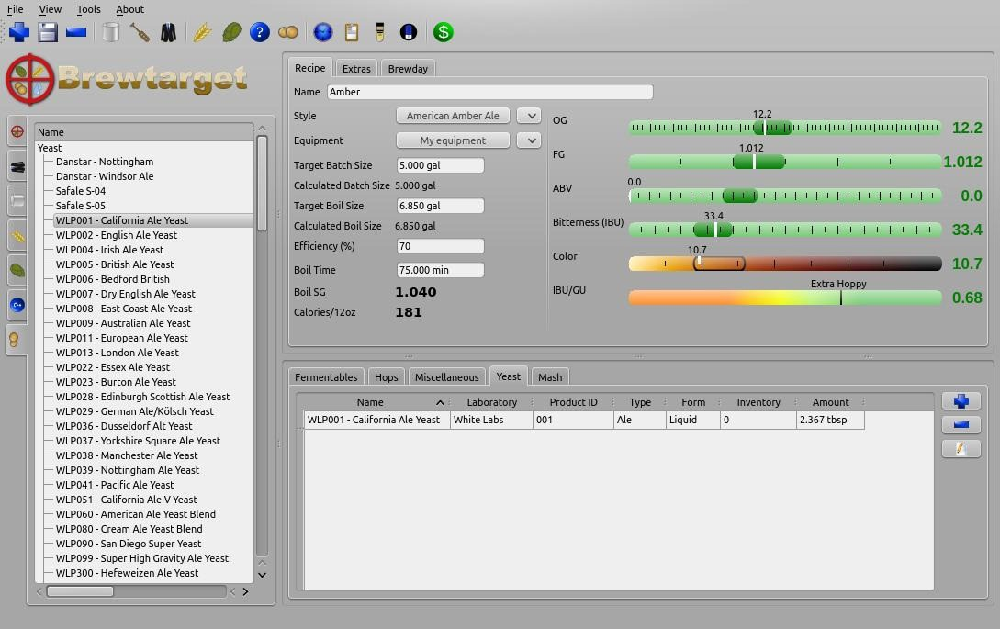 File View Tools About
Brewtarget
Name
Yeast
Danstar - Nottingham
Danstar - Windsor Ale
Safale S-04
Safale S-05
WLP001 - California Ale Yeast
WLP002 - English Ale Yeast
WLP004 - Irish Ale Yeast
WLP005 - British Ale Yeast
WLP006 - Bedford British
WLP007 - Dry English Ale Yeast
WLP008 - East Coast Ale Yeast
WLP009 - Australian Ale Yeast
WLP011 - European Ale Yeast
WLP013 - London Ale Yeast
WLP022 - Essex Ale Yeast
WLP023 - Burton Ale Yeast
WLP028 - Edinburgh Scottish Ale Yeast
WLP029 - German Ale/Kölsch Yeast
WLP036 - Dusseldorf Alt Yeast
WLP037 - Yorkshire Square Ale Yeast
WLP038 - Manchester Ale Yeast
WLP039 - Nottingham Ale Yeast
WLP041 - Pacific Ale Yeast
WLP051 - California Ale V Yeast
WLP060 - American Ale Yeast Blend
WLP080 - Cream Ale Yeast Blend
WLP090 - San Diego Super Yeast
WLP099 - Super High Gravity Ale Yeast
WLP300 - Hefeweizen Ale Yeast
Recipe Extras Brewday
Name Amber
Style American Amber Ale
Equipment My equipment
Target Batch Size 5.000 gal
Calculated Batch Size 5.000 gal
Target Boil Size 6.850 gal
Calculated Boil Size 6.850 gal
Efficiency (%) 70
Boil Time 75.000 min
Boil SG 1.040
Calories/12oz 181
12.2
OG 12.2
1.012
FG 1.012
0.0
ABV 0.0
33.4
Bitterness (IBU) 33.4
10.7
Color 10.7
Extra Hoppy
IBU/GU 0.68
Fermentables Hops Miscellaneous Yeast Mash
Name Laboratory Product ID Type Form Inventory Amount
WLP001 - California Ale Yeast White Labs 001 Ale Liquid 0 2.367 tbsp